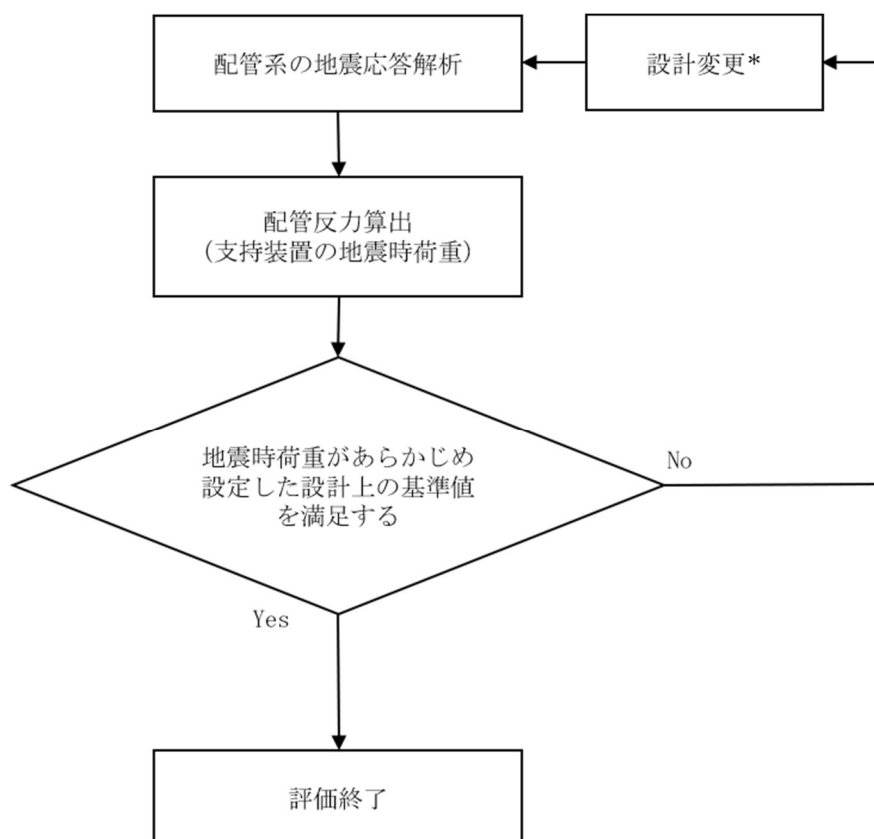 配管系の地震応答解析
設計変更*
配管反力算出
（支持装置の地震時荷重）
地震時荷重があらかじめ
設定した設計上の基準値
を満足する
No
Yes
評価終了